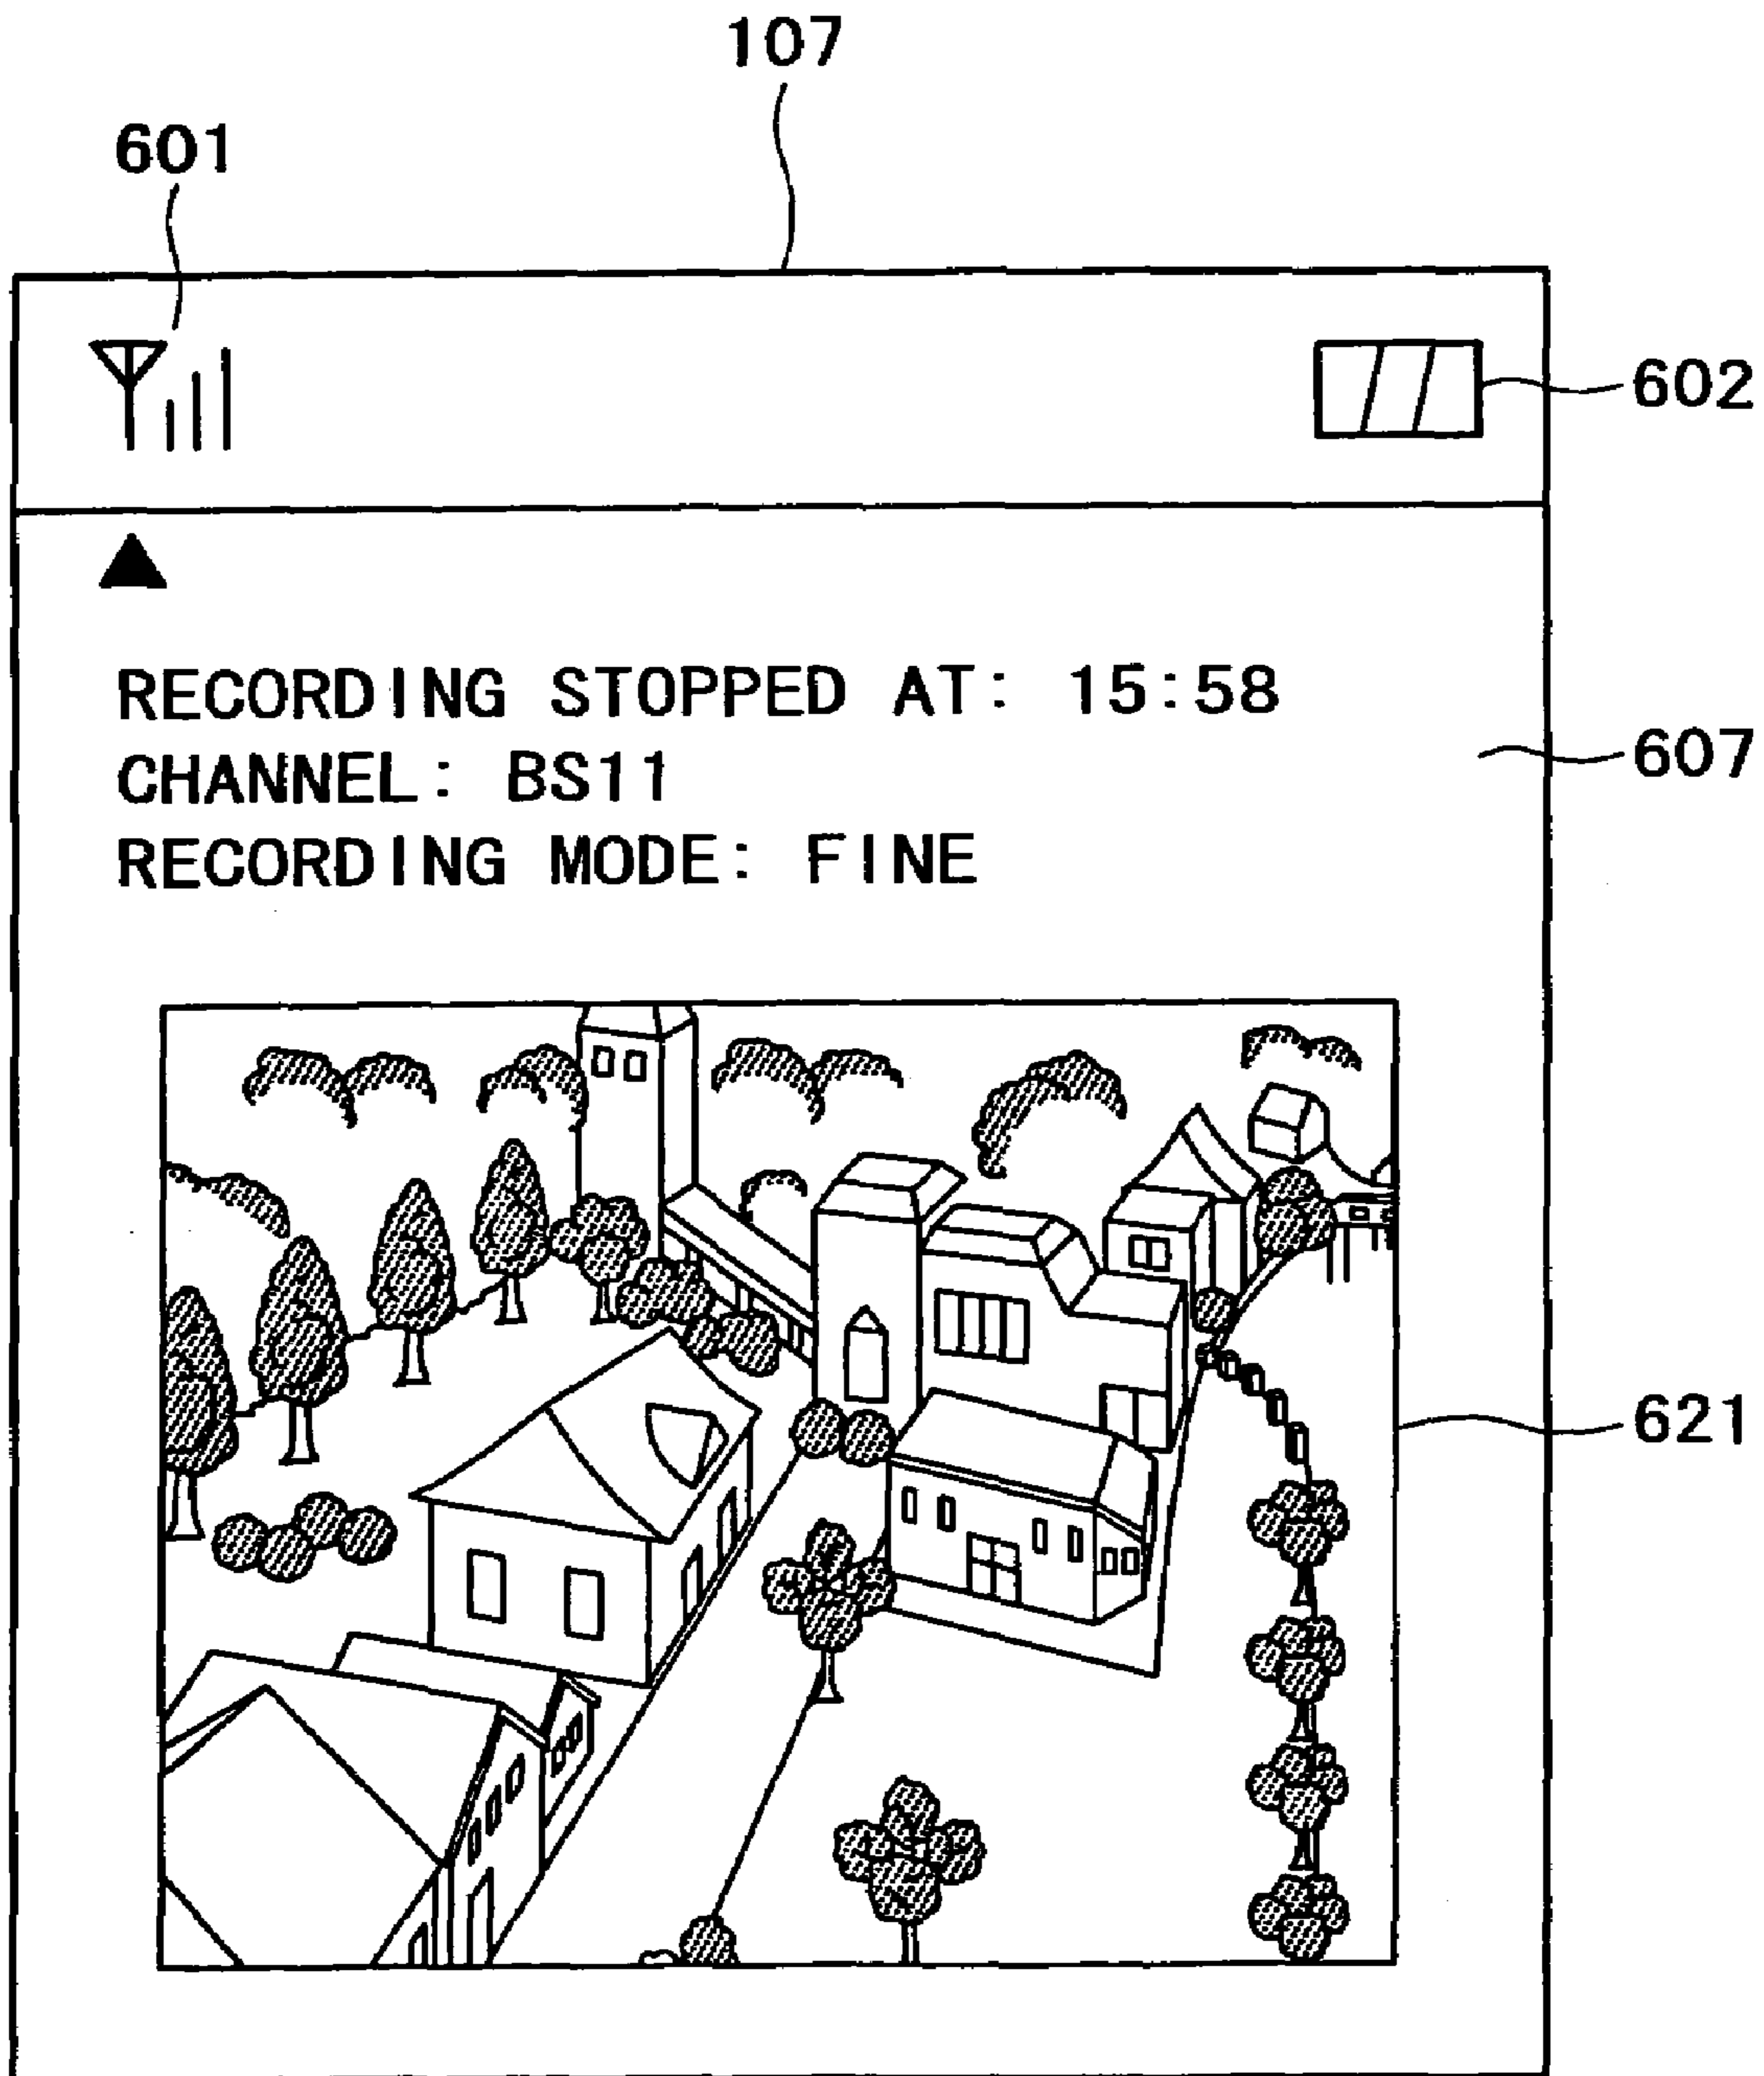 107
601
602
RECORDING STOPPED AT: 15:58
CHANNEL: BS11
607
RECORDING MODE: FINE
621